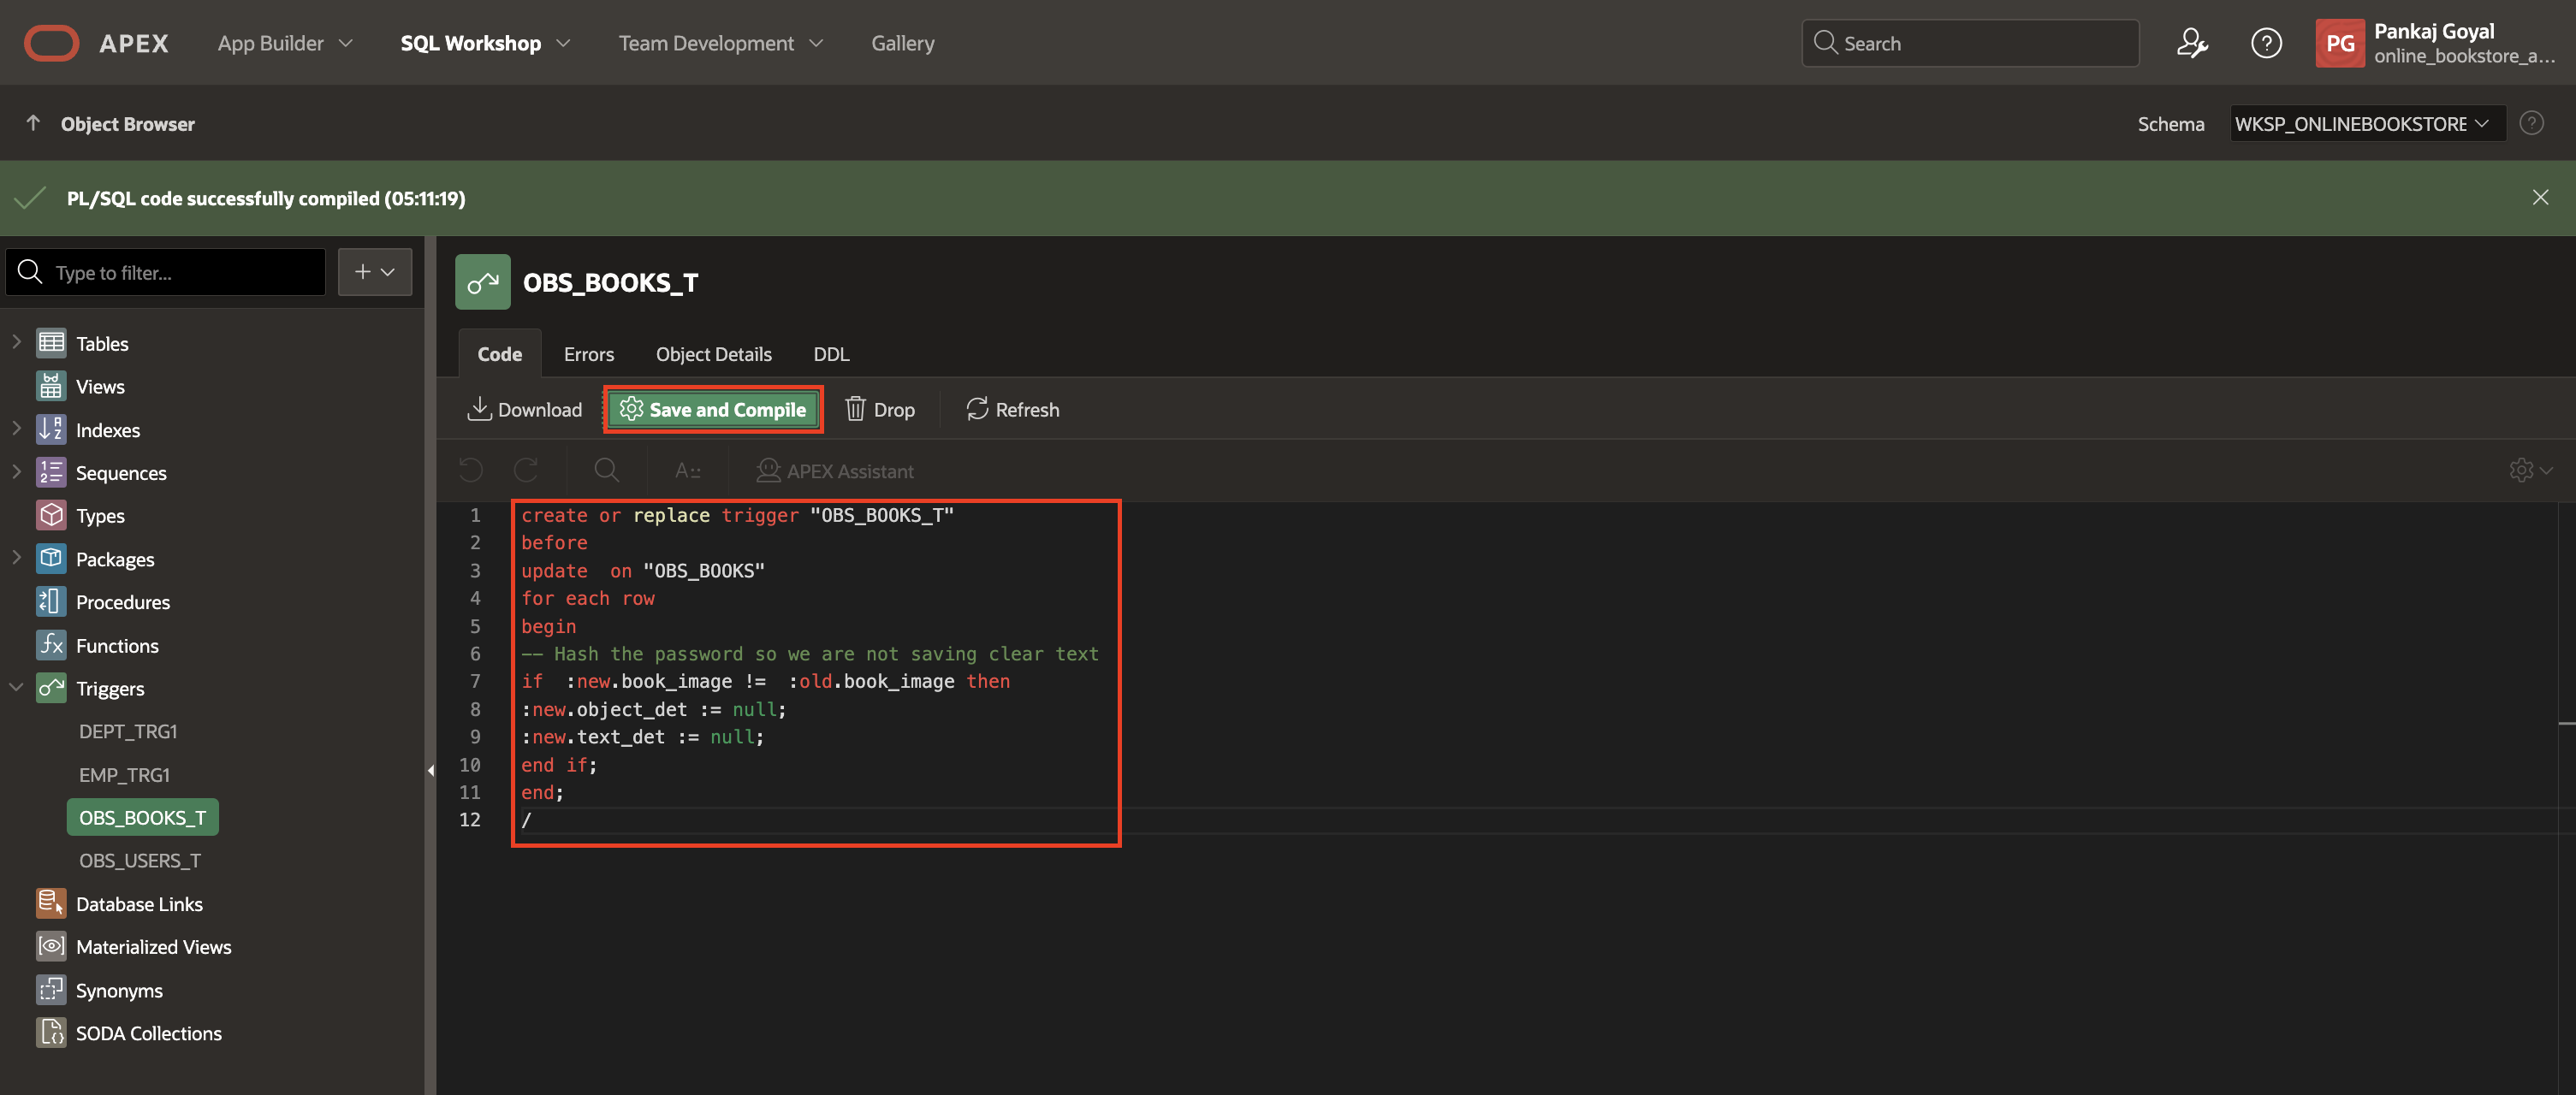 APEX App Builder SQL Workshop Team Development Gallery Search PG Pankaj Goyal
online_bookstore_a...
Object Browser Schema WKSP_ONLINEBOOKSTORE
PL/SQL code successfully compiled (05:11:19)
Type to filter...
Tables
Views
Indexes
Sequences
Types
Packages
Procedures
Functions
Triggers
DEPT_TRG1
EMP_TRG1
OBS_BOOKS_T
OBS_USERS_T
Database Links
Materialized Views
Synonyms
SODA Collections
OBS_BOOKS_T
Code Errors Object Details DDL
Download Save and Compile Drop Refresh
APEX Assistant
1 create or replace trigger "OBS_BOOKS_T"
2 before
3 update  on "OBS_BOOKS"
4 for each row
5 begin
6 -- Hash the password so we are not saving clear text
7 if  :new.book_image !=  :old.book_image then
8 :new.object_det := null;
9 :new.text_det := null;
10 end if;
11 end;
12 /